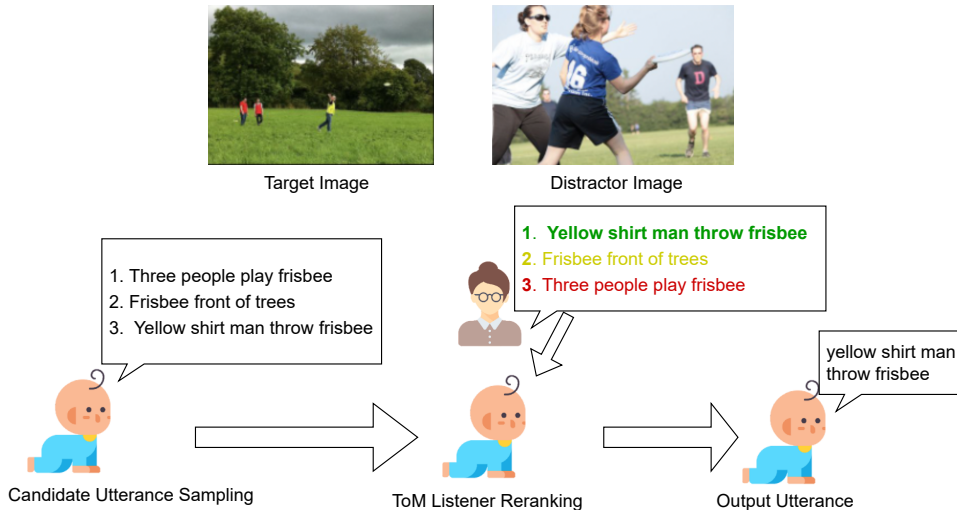 Target Image
Distractor Image
1. Three people play frisbee
2. Frisbee front of trees
3. Yellow shirt man throw frisbee
1. Yellow shirt man throw frisbee
2. Frisbee front of trees
3. Three people play frisbee
yellow shirt man
throw frisbee
Candidate Utterance Sampling
ToM Listener Reranking
Output Utterance
16
D